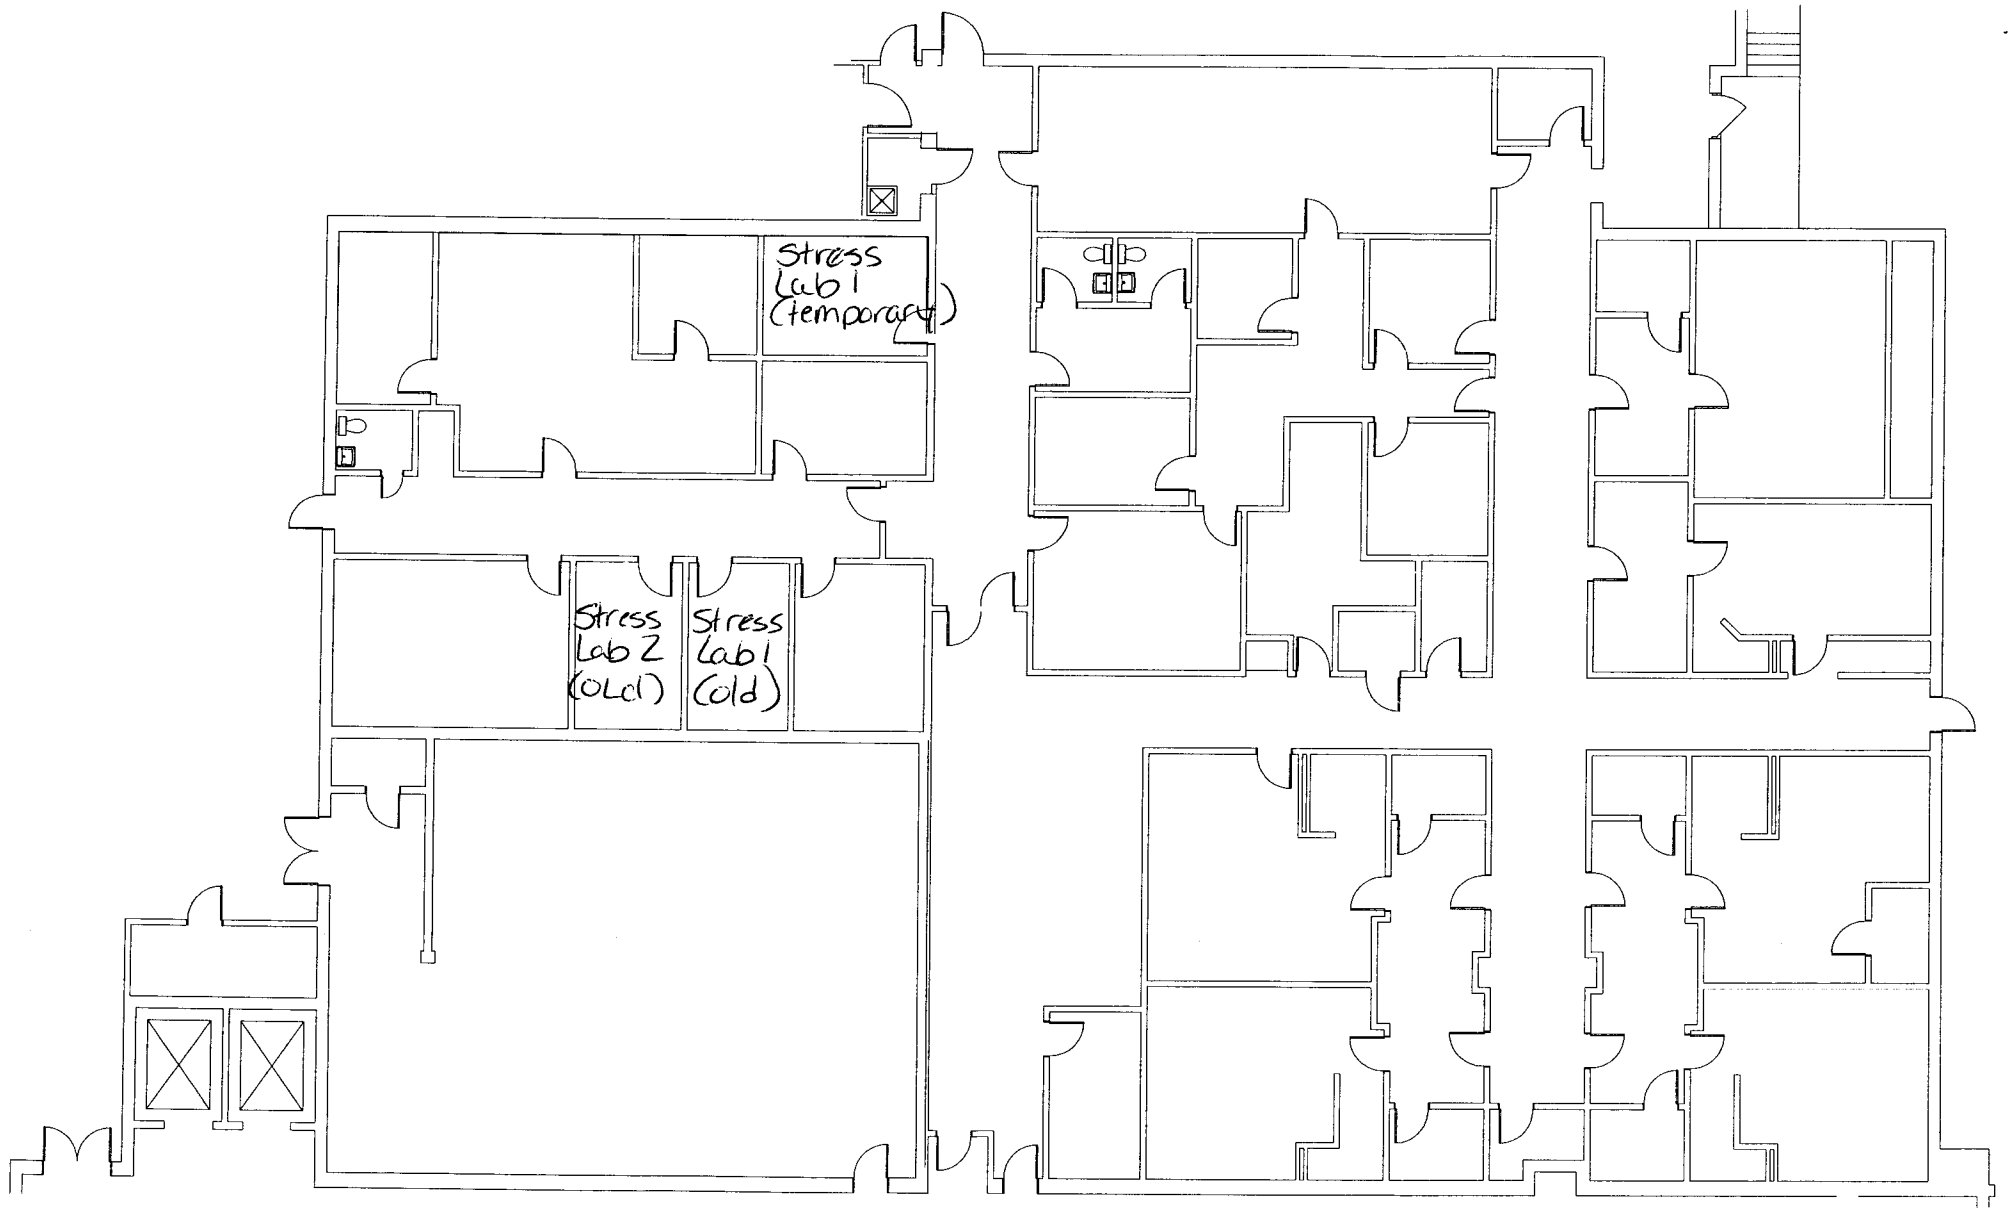 Stress
Lab 1
(temporary)
Stress
Lab 2
(OLd)
Stress
Lab 1
(old)